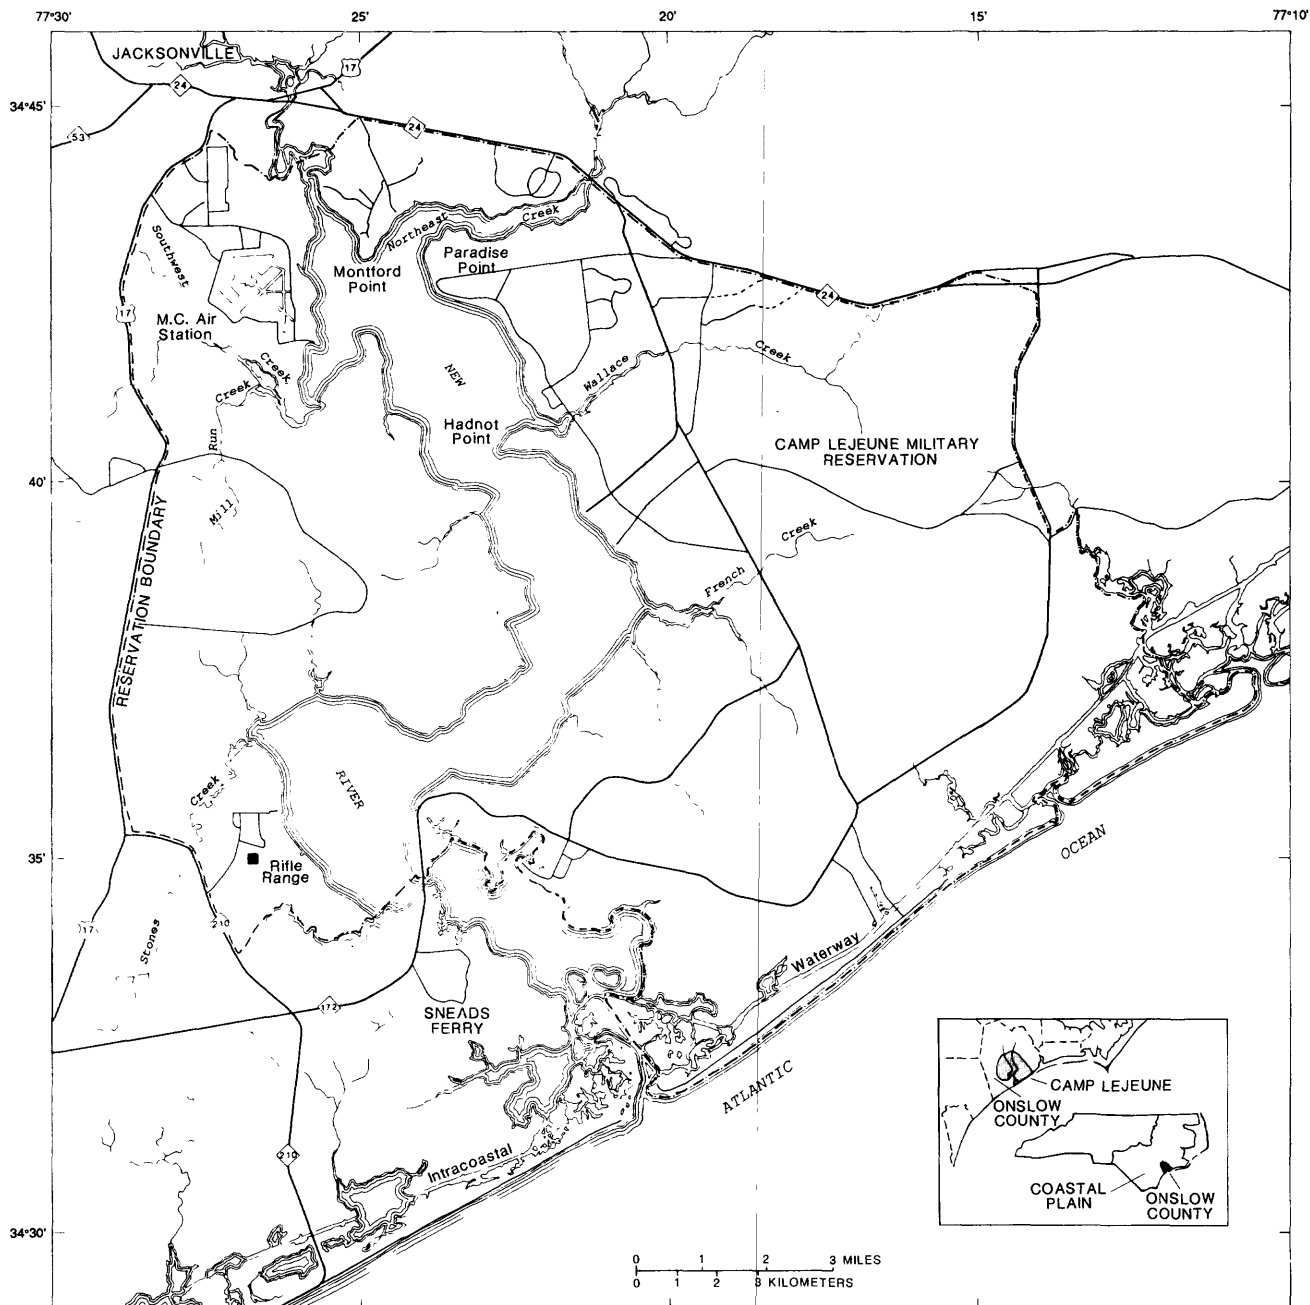 77°30'
25'
20'
15'
77°10'
JACKSONVILLE
17
24
34°45'
53
24
Northeast
Creek
Southwest
Paradise
Point
Montford
Point
17
24
M.C. Air
Station
Creek
Creek
NEW
Wallace
Creek
Hadnot
Point
Run
CAMP LEJEUNE MILITARY
RESERVATION
40'
Mill
RESERVATION BOUNDARY
Creek
French
Creek
RIVER
OCEAN
35'
Rifle
Range
17
210
Stones
Waterway
172
SNEADS
FERRY
ATLANTIC
CAMP LEJEUNE
ONSLOW
COUNTY
210
Intracoastal
COASTAL
PLAIN
ONSLOW
COUNTY
34°30'
0 1 2 3 MILES
0 1 2 3 KILOMETERS